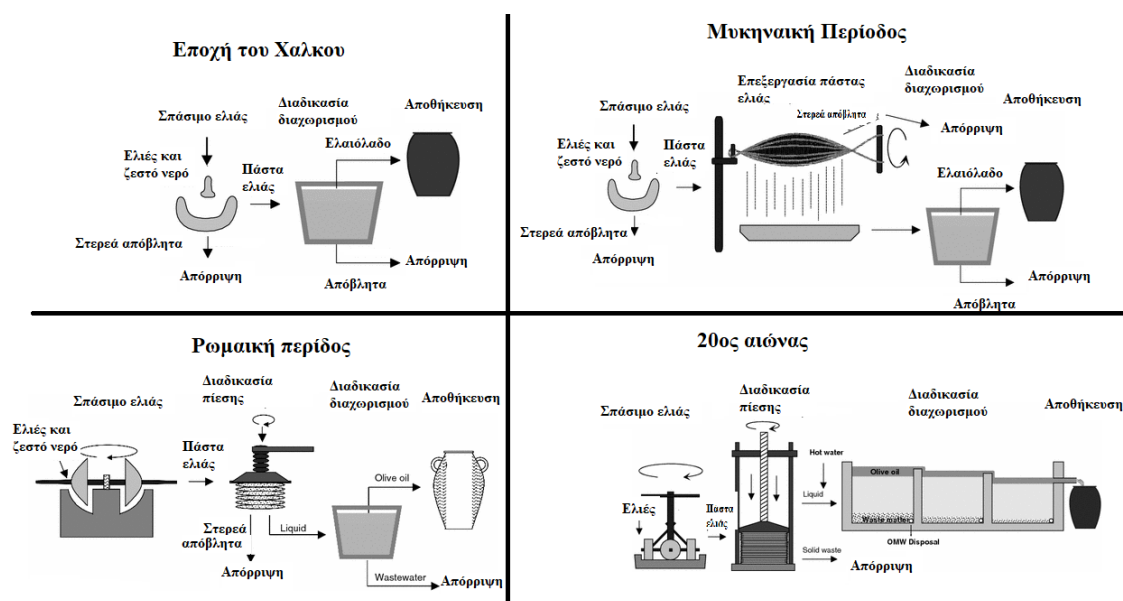 Εποχή του Χαλκου
Σπάσιμο ελιάς
Διαδικασία
διαχωρισμού
Αποθήκευση
Ελιές και
ζεστό νερό
Πάστα
ελιάς
Ελαιόλαδο
Στερεά απόβλητα
Απόρριψη
Απόρριψη
Απόβλητα
Μυκηναική Περίοδος
Σπάσιμο ελιάς
Επεξεργασία πάστας
ελιάς
Στερεά απόβλητα
Διαδικασία
διαχωρισμού
Αποθήκευση
Απόρριψη
Ελιές και
ζεστό νερό
Πάστα
ελιάς
Ελαιόλαδο
Στερεά απόβλητα
Απόρριψη
Απόρριψη
Απόβλητα
Ρωμαική περίδος
Σπάσιμο ελιάς
Διαδικασία
πίεσης
Διαδικασία
διαχωρισμού
Αποθήκευση
Ελιές και
ζεστό νερό
Πάστα
ελιάς
Olive oil
Στερεά
απόβλητα
Liquid
Απόρριψη
Wastewater
Απόρριψη
20ος αιώνας
Σπάσιμο ελιάς
Διαδικασία
πίεσης
Διαδικασία
διαχωρισμού
Αποθήκευση
Hot water
Olive oil
Ελιές
Πάστα
ελιάς
Liquid
Waste matter
OMW Disposal
Solid waste
Απόρριψη